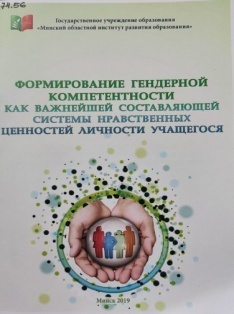 74.56
Государственное учреждение образования
«Минский областной институт развития образования»
ФОРМИРОВАНИЕ ГЕНДЕРНОЙ
КОМПЕТЕНТНОСТИ
КАК ВАЖНЕЙШЕЙ СОСТАВЛЯЮЩЕЙ
СИСТЕМЫ НРАВСТВЕННЫХ
ЦЕННОСТЕЙ ЛИЧНОСТИ УЧАЩЕГОСЯ
Минск 2019